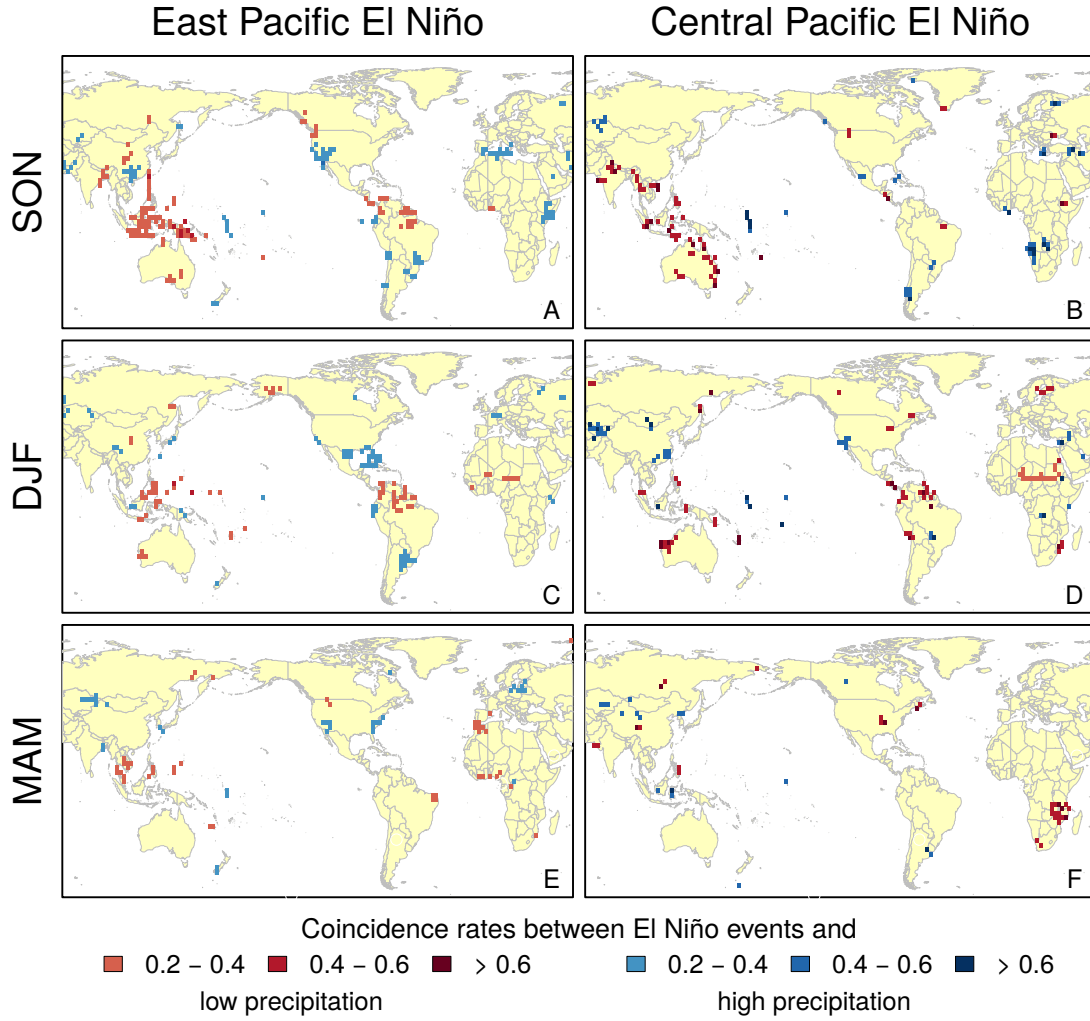 East Pacific El Niño
Central Pacific El Niño
SON
A
B
DJF
C
D
MAM
E
F
Coincidence rates between El Niño events and
0.2 − 0.4 0.4 − 0.6 > 0.6
0.2 − 0.4 0.4 − 0.6 > 0.6
low precipitation
high precipitation